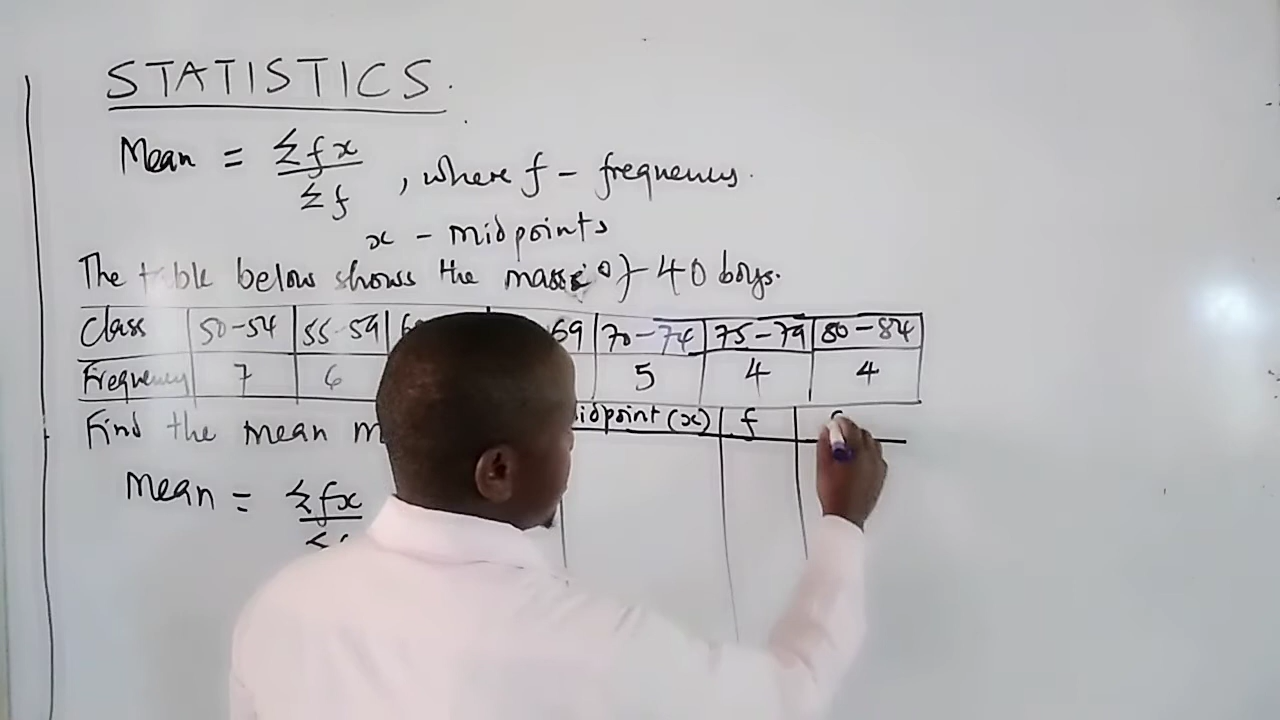 STATISTICS.
Mean = Σfx / Σf , where f - frequency.
x - midpoints
The table below shows the mass of 40 boys.
Class 50-54 55-59 69 70-74 75-79 80-84
Frequency 7 6 5 4 4
Find the mean
idpoint (x) f
Mean = Σfx